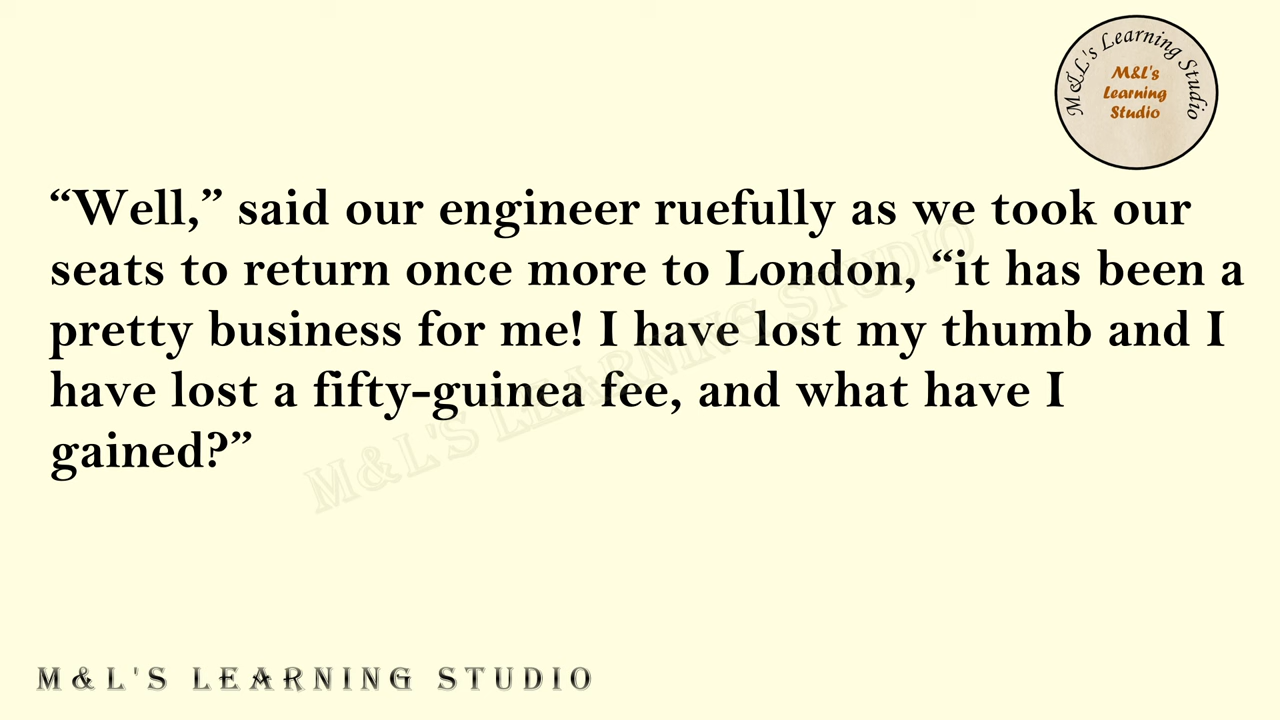 M&L's Learning Studio
M&L's
Learning
Studio
“Well,” said our engineer ruefully as we took our
seats to return once more to London, “it has been a
pretty business for me! I have lost my thumb and I
have lost a fifty-guinea fee, and what have I
gained?”
M&L'S LEARNING STUDIO
M&L'S LEARNING STUDIO